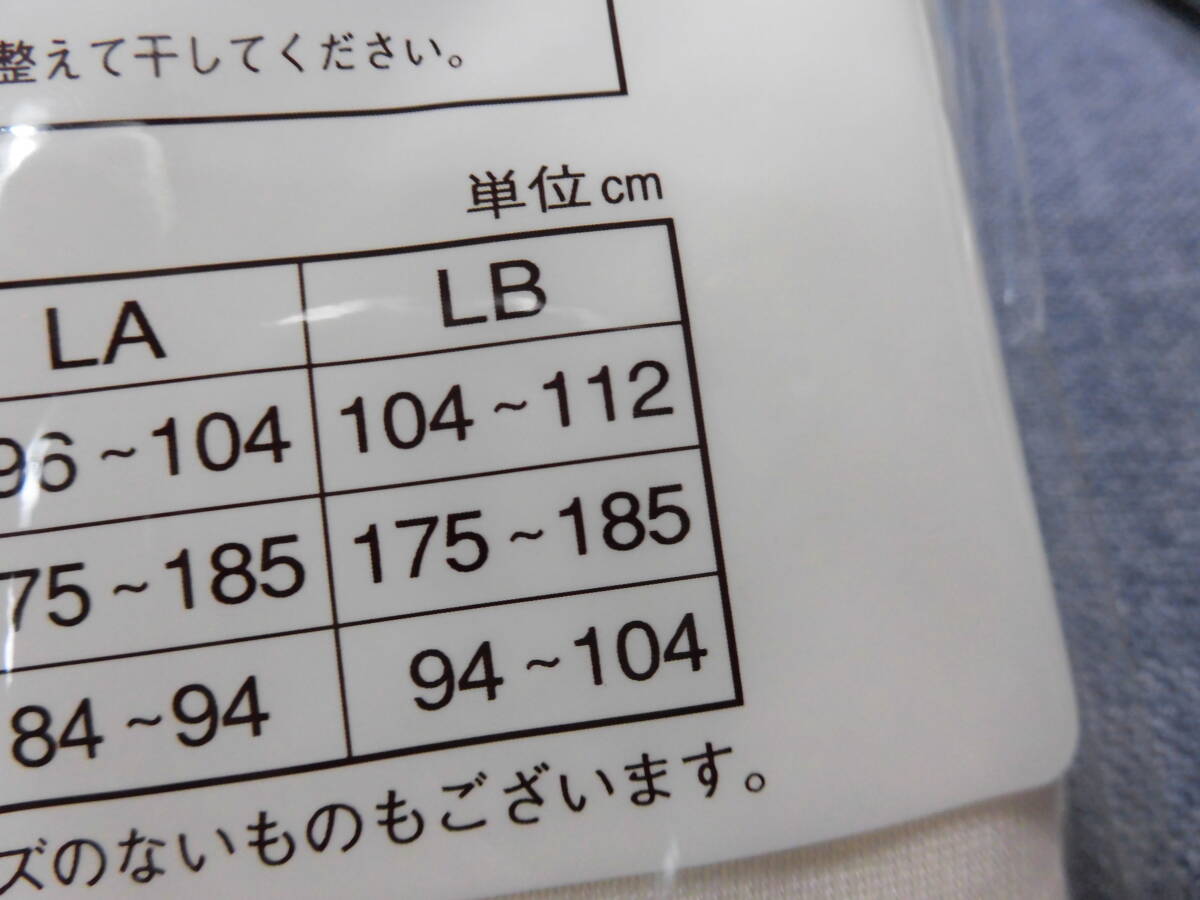 整えて干してください。
単位cm
LA LB
96~104 104~112
75~185 175~185
84~94 94~104
ズのないものもございます。